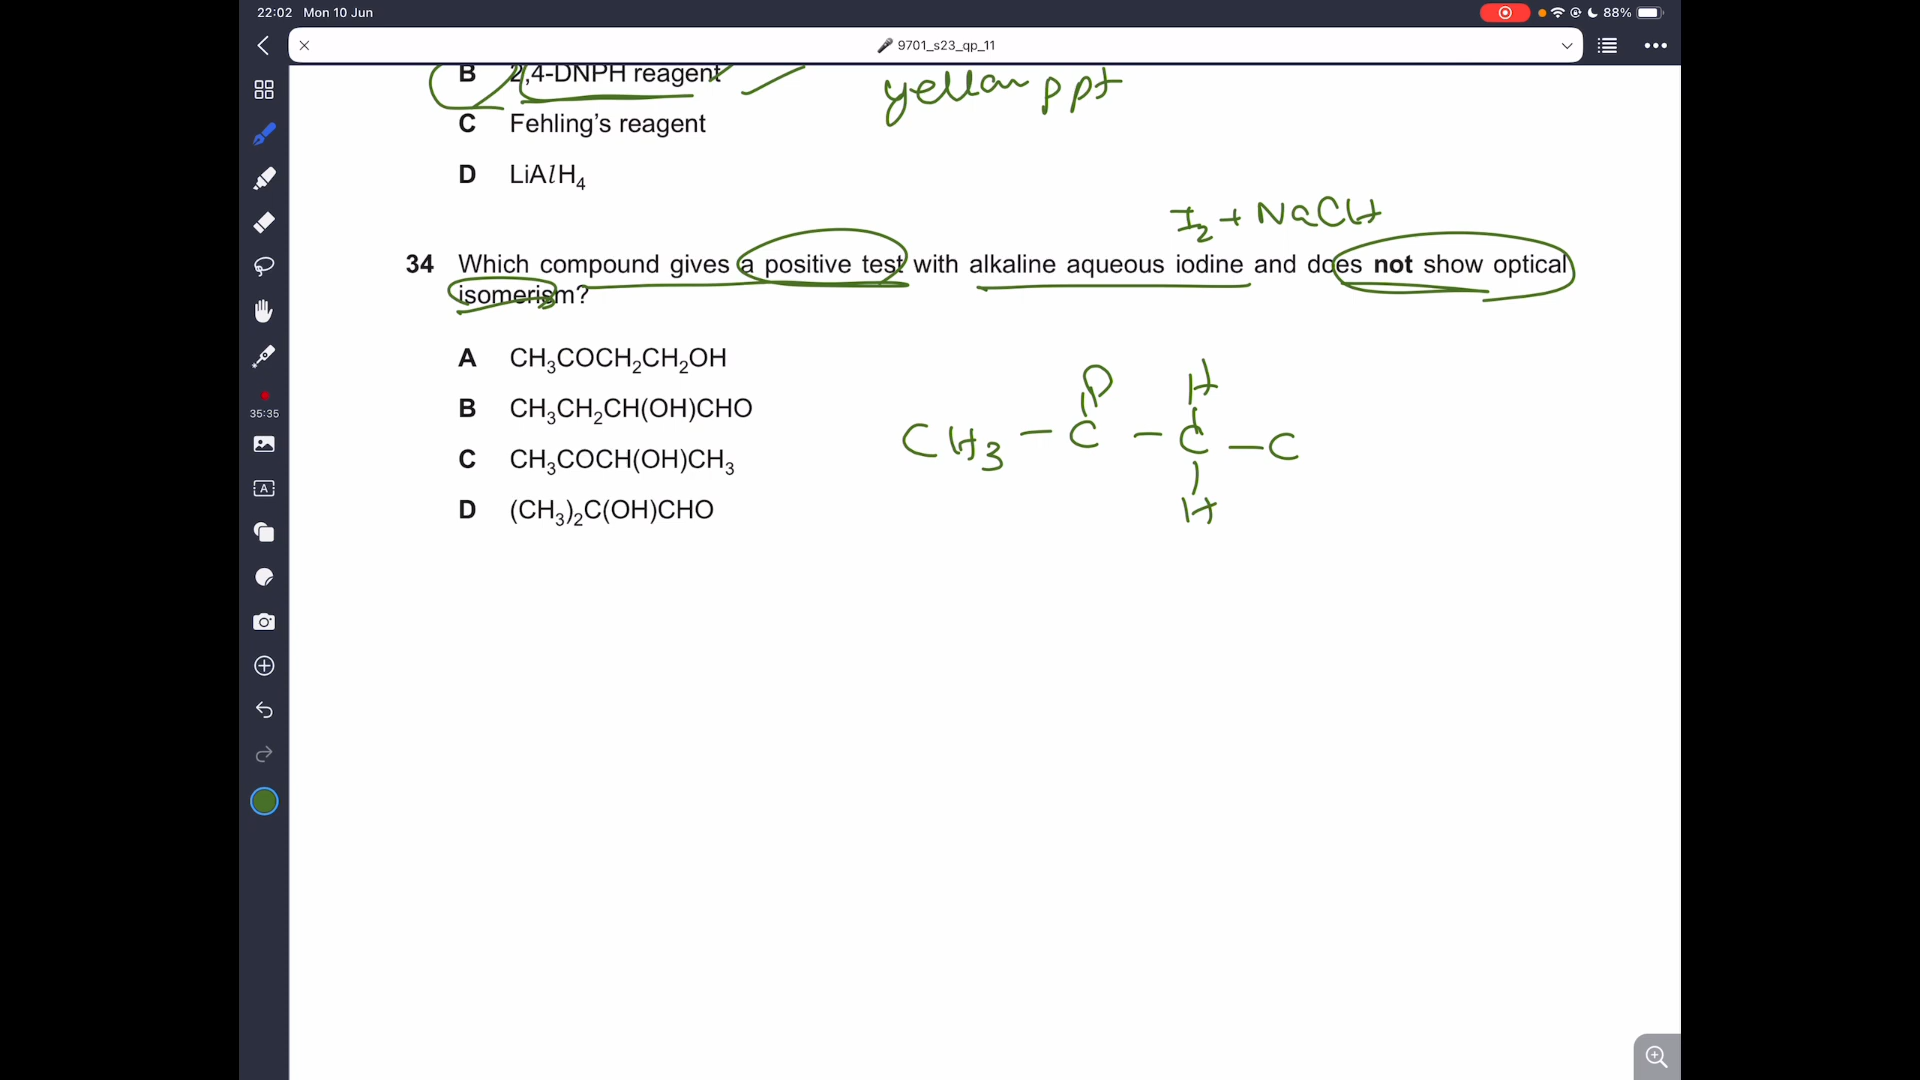 22:02 Mon 10 Jun
88%
9701_s23_qp_11
B 2,4-DNPH reagent
yellow ppt
C Fehling's reagent
D LiAlH4
I2 + NaOH
34 Which compound gives a positive test with alkaline aqueous iodine and does not show optical
isomerism?
A CH3COCH2CH2OH
B CH3CH2CH(OH)CHO
C CH3COCH(OH)CH3
D (CH3)2C(OH)CHO
O H
CH3 – C – C – C
H
35:35
A